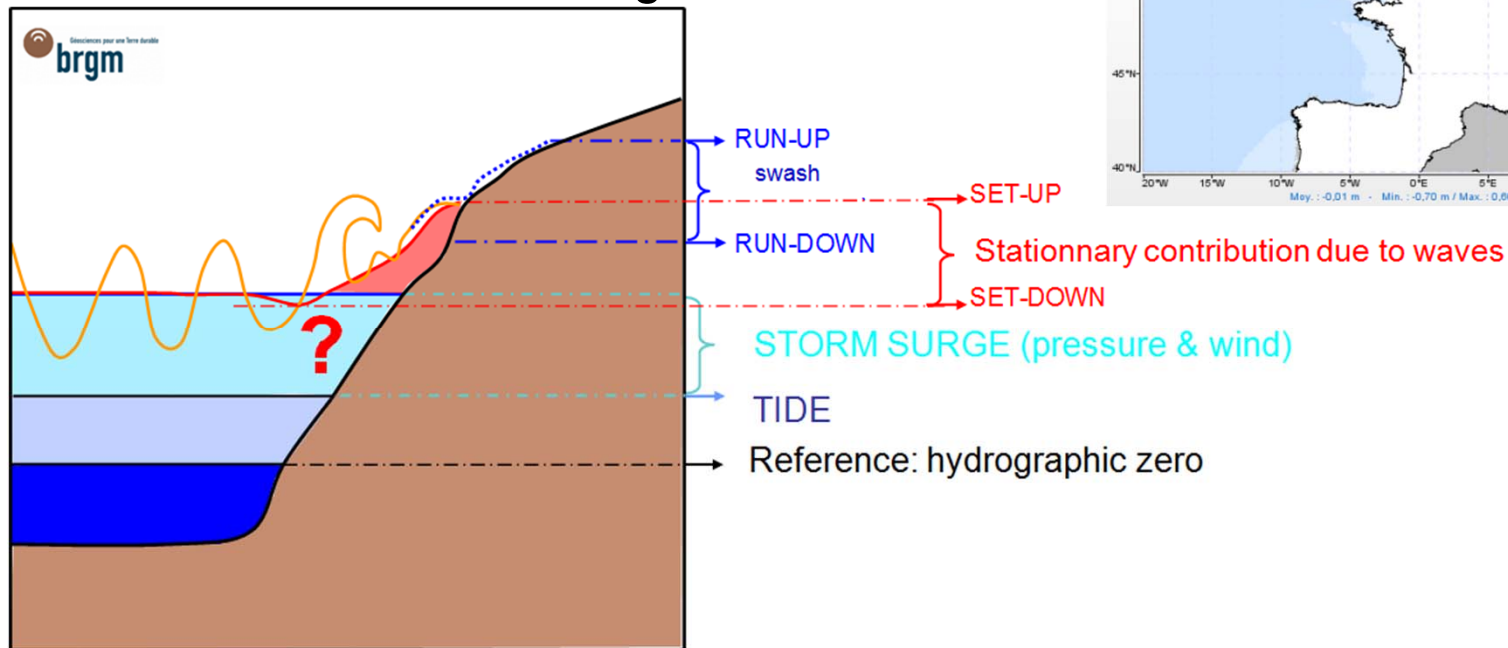 Géosciences pour une Terre durable
brgm
RUN-UP
swash
SET-UP
RUN-DOWN
Stationnary contribution due to waves
SET-DOWN
?
STORM SURGE (pressure & wind)
TIDE
Reference: hydrographic zero
45°N
40°N
20°W 15°W 10°W 5°W 0°E 5°E
Moy. : -0,01 m - Min. : -0,70 m / Max. :